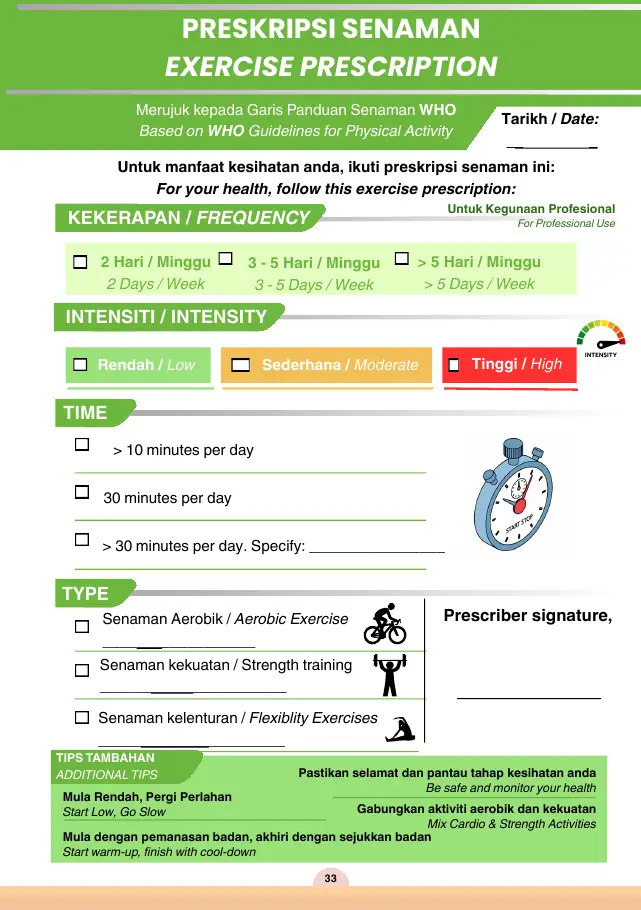 PRESKRIPSI SENAMAN
EXERCISE PRESCRIPTION
Merujuk kepada Garis Panduan Senaman WHO
Based on WHO Guidelines for Physical Activity
Tarikh / Date:
Untuk manfaat kesihatan anda, ikuti preskripsi senaman ini:
For your health, follow this exercise prescription:
Untuk Kegunaan Profesional
For Professional Use
KEKERAPAN / FREQUENCY
2 Hari / Minggu
2 Days / Week
3 - 5 Hari / Minggu
3 - 5 Days / Week
> 5 Hari / Minggu
> 5 Days / Week
INTENSITI / INTENSITY
INTENSITY
Rendah / Low
Sederhana / Moderate
Tinggi / High
TIME
> 10 minutes per day
30 minutes per day
> 30 minutes per day. Specify: _________________
START STOP
TYPE
Senaman Aerobik / Aerobic Exercise
Senaman kekuatan / Strength training
Senaman kelenturan / Flexiblity Exercises
Prescriber signature,
TIPS TAMBAHAN
ADDITIONAL TIPS
Mula Rendah, Pergi Perlahan
Start Low, Go Slow
Pastikan selamat dan pantau tahap kesihatan anda
Be safe and monitor your health
Gabungkan aktiviti aerobik dan kekuatan
Mix Cardio & Strength Activities
Mula dengan pemanasan badan, akhiri dengan sejukkan badan
Start warm-up, finish with cool-down
33